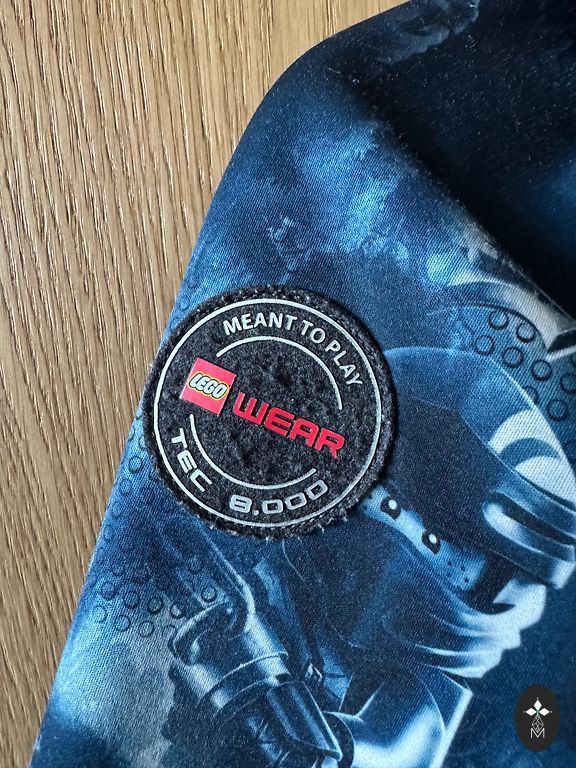 MEANT TO PLAY
LEGO WEAR
TEC 8.000
M